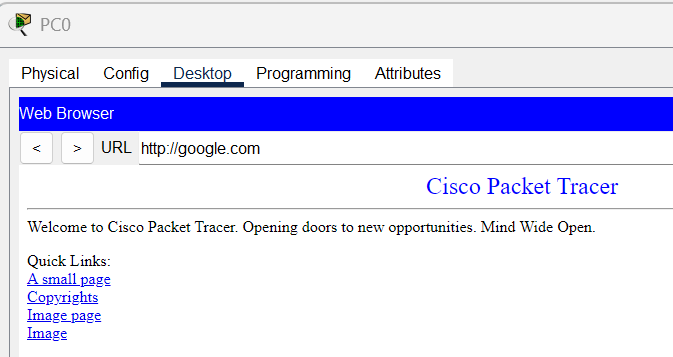 PC0
Physical Config Desktop Programming Attributes
Web Browser
< > URL http://google.com
Cisco Packet Tracer
Welcome to Cisco Packet Tracer. Opening doors to new opportunities. Mind Wide Open.
Quick Links:
A small page
Copyrights
Image page
Image